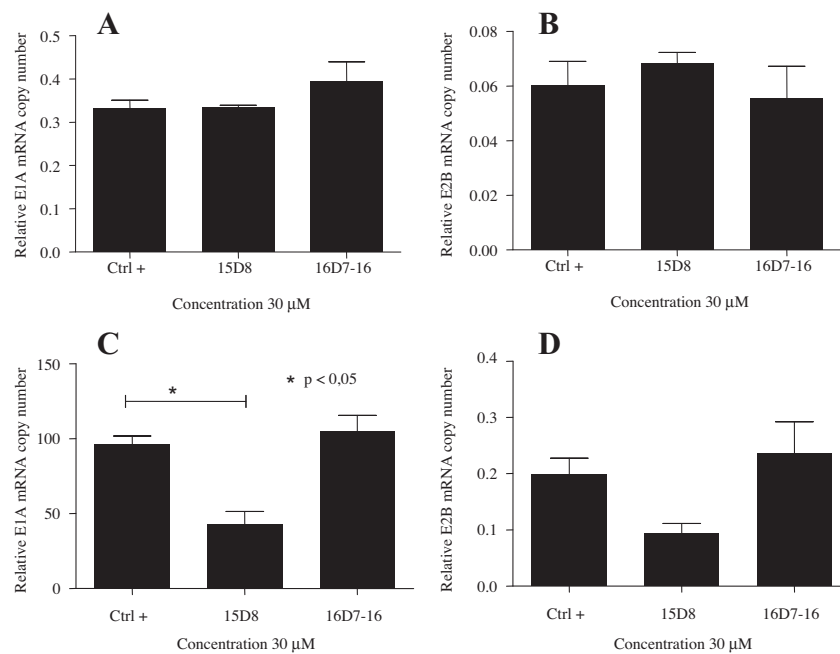 A
Relative E1A mRNA copy number
0.5
0.4
0.3
0.2
0.1
0.0
Ctrl + 15D8 16D7-16
Concentration 30 µM
B
Relative E2B mRNA copy number
0.08
0.06
0.04
0.02
0.00
Ctrl + 15D8 16D7-16
Concentration 30 µM
C
Relative E1A mRNA copy number
150
100
50
0
*
* p < 0,05
Ctrl + 15D8 16D7-16
Concentration 30 µM
D
Relative E2B mRNA copy number
0.4
0.3
0.2
0.1
0.0
Ctrl + 15D8 16D7-16
Concentration 30 µM